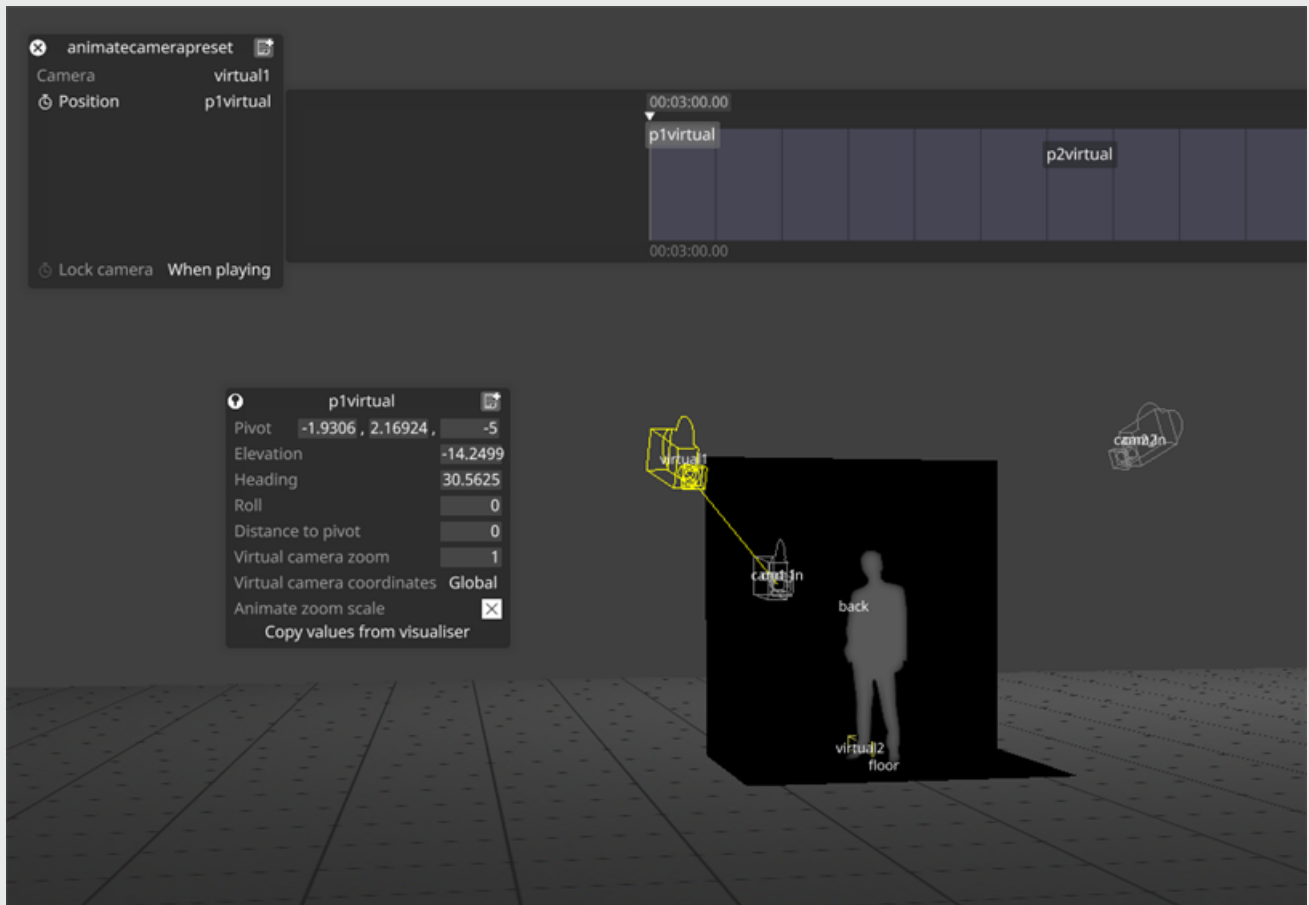 animatecamerapreset
Camera virtual1
Position p1virtual
Lock camera When playing
00:03:00.00
p1virtual
p2virtual
00:03:00.00
p1virtual
Pivot -1.9306 , 2.16924 , -5
Elevation -14.2499
Heading 30.5625
Roll 0
Distance to pivot 0
Virtual camera zoom 1
Virtual camera coordinates Global
Animate zoom scale
Copy values from visualiser
virtual1
back
virtual2
floor